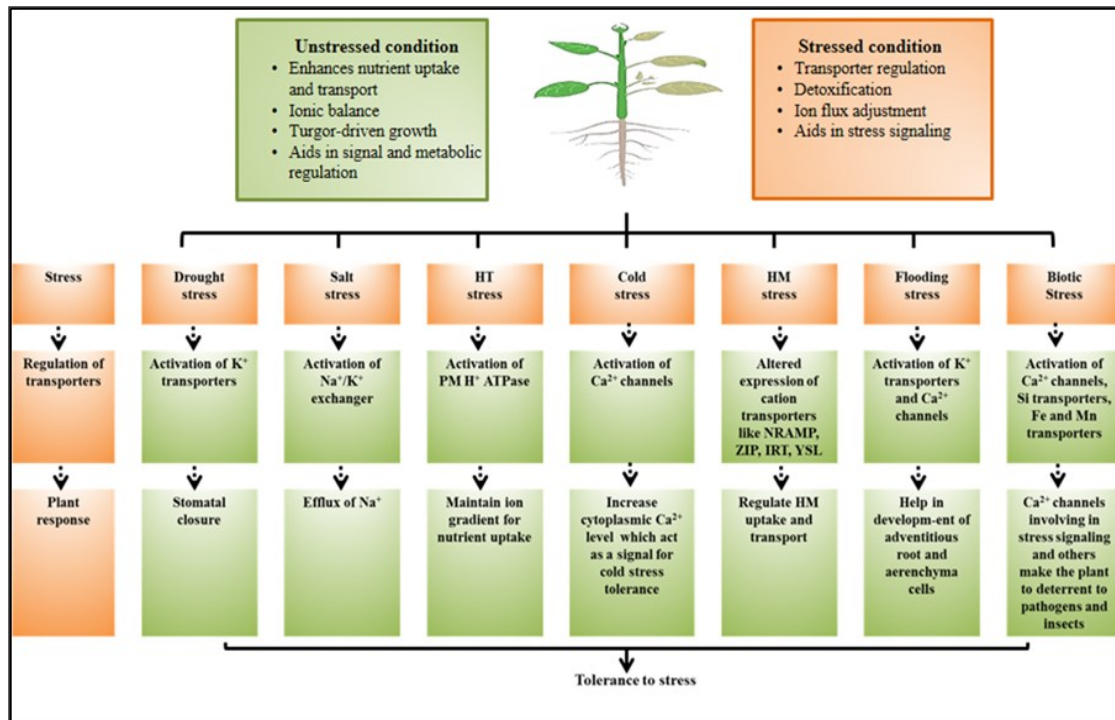 Unstressed condition
• Enhances nutrient uptake
and transport
• Ionic balance
• Turgor-driven growth
• Aids in signal and metabolic
regulation
Stressed condition
• Transporter regulation
• Detoxification
• Ion flux adjustment
• Aids in stress signaling
Stress
Drought
stress
Salt
stress
HT
stress
Cold
stress
HM
stress
Flooding
stress
Biotic
Stress
Regulation of
transporters
Activation of K⁺
transporters
Activation of
Na⁺/K⁺
exchanger
Activation of
PM H⁺ ATPase
Activation of
Ca²⁺ channels
Altered
expression of
cation
transporters
like NRAMP,
ZIP, IRT, YSL
Activation of K⁺
transporters
and Ca²⁺
channels
Activation of
Ca²⁺ channels,
Si transporters,
Fe and Mn
transporters
Plant
response
Stomatal
closure
Efflux of Na⁺
Maintain ion
gradient for
nutrient uptake
Increase
cytoplasmic Ca²⁺
level which act
as a signal for
cold stress
tolerance
Regulate HM
uptake and
transport
Help in
developm-ent of
adventitious
root and
aerenchyma
cells
Ca²⁺ channels
involving in
stress signaling
and others
make the plant
to deterrent to
pathogens and
insects
Tolerance to stress